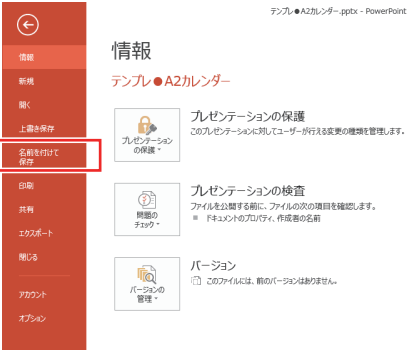 テンプレ●A2カレンダー.pptx - PowerPoint
情報
新規
開く
上書き保存
名前を付けて
保存
印刷
共有
エクスポート
閉じる
アカウント
オプション
情報
テンプレ●A2カレンダー
プレゼンテーション
の保護
プレゼンテーションの保護
このプレゼンテーションに対してユーザーが行える変更の種類を管理します。
問題の
チェック
プレゼンテーションの検査
ファイルを公開する前に、ファイルの次の項目を確認します。
ドキュメントのプロパティ、作成者の名前
バージョンの
管理
バージョン
このファイルには、前のバージョンはありません。